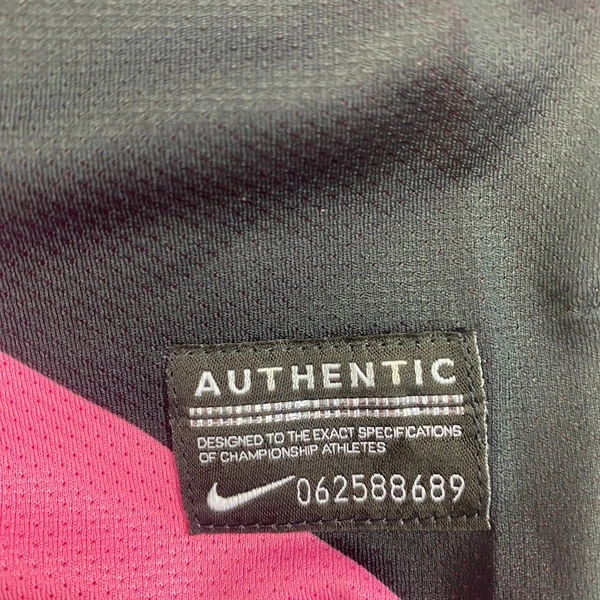 AUTHENTIC
DESIGNED TO THE EXACT SPECIFICATIONS
OF CHAMPIONSHIP ATHLETES
062588689